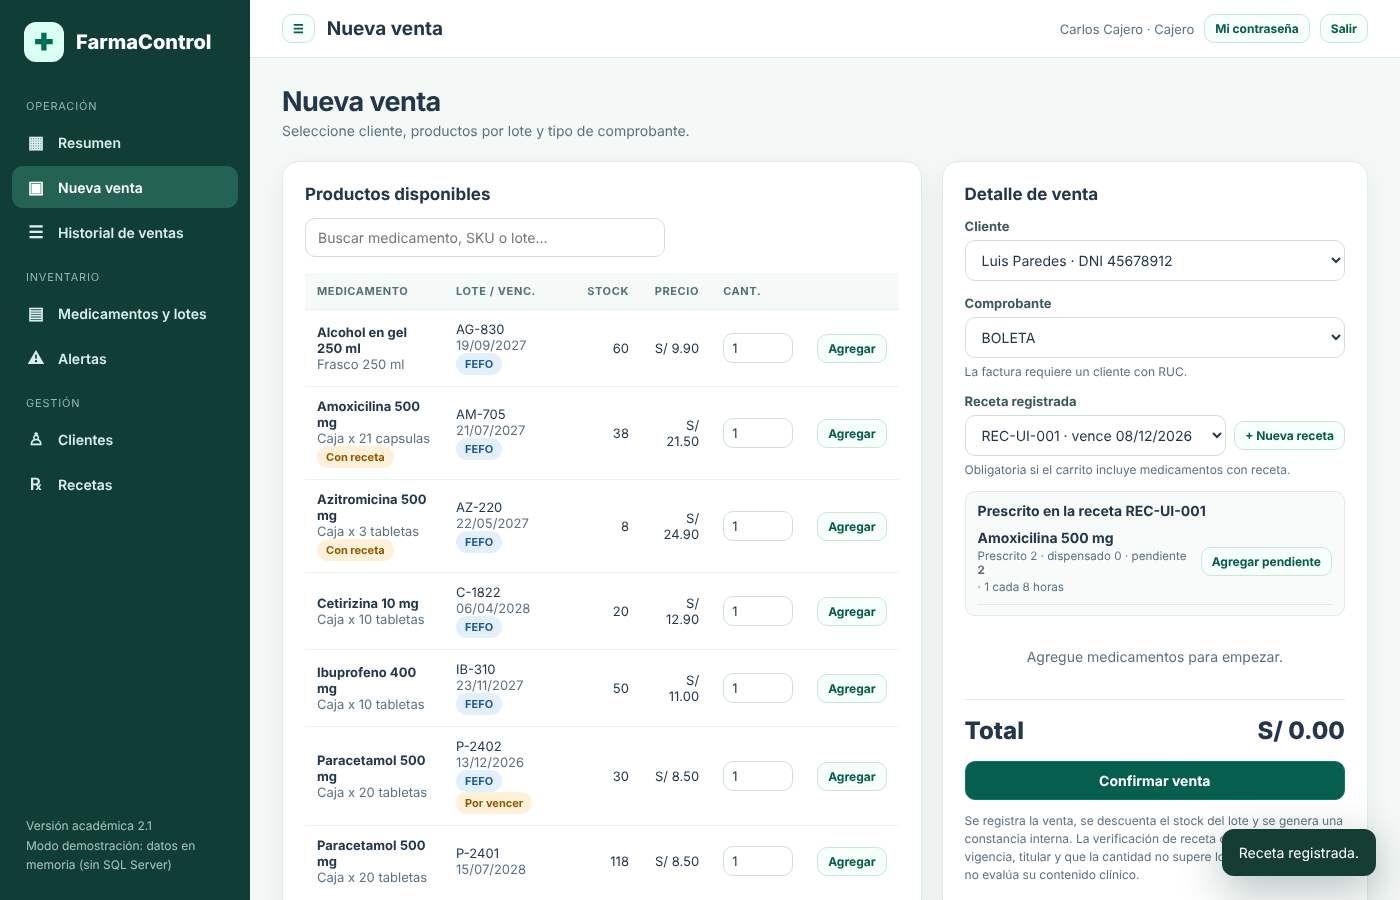 FarmaControl
OPERACIÓN
Resumen
Nueva venta
Historial de ventas
INVENTARIO
Medicamentos y lotes
Alertas
GESTIÓN
Clientes
Recetas
Versión académica 2.1
Modo demostración: datos en
memoria (sin SQL Server)
Nueva venta
Carlos Cajero · Cajero
Mi contraseña
Salir
Nueva venta
Seleccione cliente, productos por lote y tipo de comprobante.
Productos disponibles
Buscar medicamento, SKU o lote...
MEDICAMENTO LOTE / VENC. STOCK PRECIO CANT.
Alcohol en gel
250 ml
Frasco 250 ml
AG-830
19/09/2027
FEFO
60
S/ 9.90
1
Agregar
Amoxicilina 500
mg
Caja x 21 capsulas
Con receta
AM-705
21/07/2027
FEFO
38
S/
21.50
1
Agregar
Azitromicina 500
mg
Caja x 3 tabletas
Con receta
AZ-220
22/05/2027
FEFO
8
S/
24.90
1
Agregar
Cetirizina 10 mg
Caja x 10 tabletas
C-1822
06/04/2028
FEFO
20
S/
12.90
1
Agregar
Ibuprofeno 400
mg
Caja x 10 tabletas
IB-310
23/11/2027
FEFO
50
S/
11.00
1
Agregar
Paracetamol 500
mg
Caja x 20 tabletas
P-2402
13/12/2026
FEFO
Por vencer
30
S/ 8.50
1
Agregar
Paracetamol 500
mg
Caja x 20 tabletas
P-2401
15/07/2028
118
S/ 8.50
1
Agregar
Detalle de venta
Cliente
Luis Paredes · DNI 45678912
Comprobante
BOLETA
La factura requiere un cliente con RUC.
Receta registrada
REC-UI-001 · vence 08/12/2026
+ Nueva receta
Obligatoria si el carrito incluye medicamentos con receta.
Prescrito en la receta REC-UI-001
Amoxicilina 500 mg
Prescrito 2 · dispensado 0 · pendiente
2
· 1 cada 8 horas
Agregar pendiente
Agregue medicamentos para empezar.
Total S/ 0.00
Confirmar venta
Se registra la venta, se descuenta el stock del lote y se genera una
constancia interna. La verificación de receta
vigencia, titular y que la cantidad no supere
no evalúa su contenido clínico.
Receta registrada.